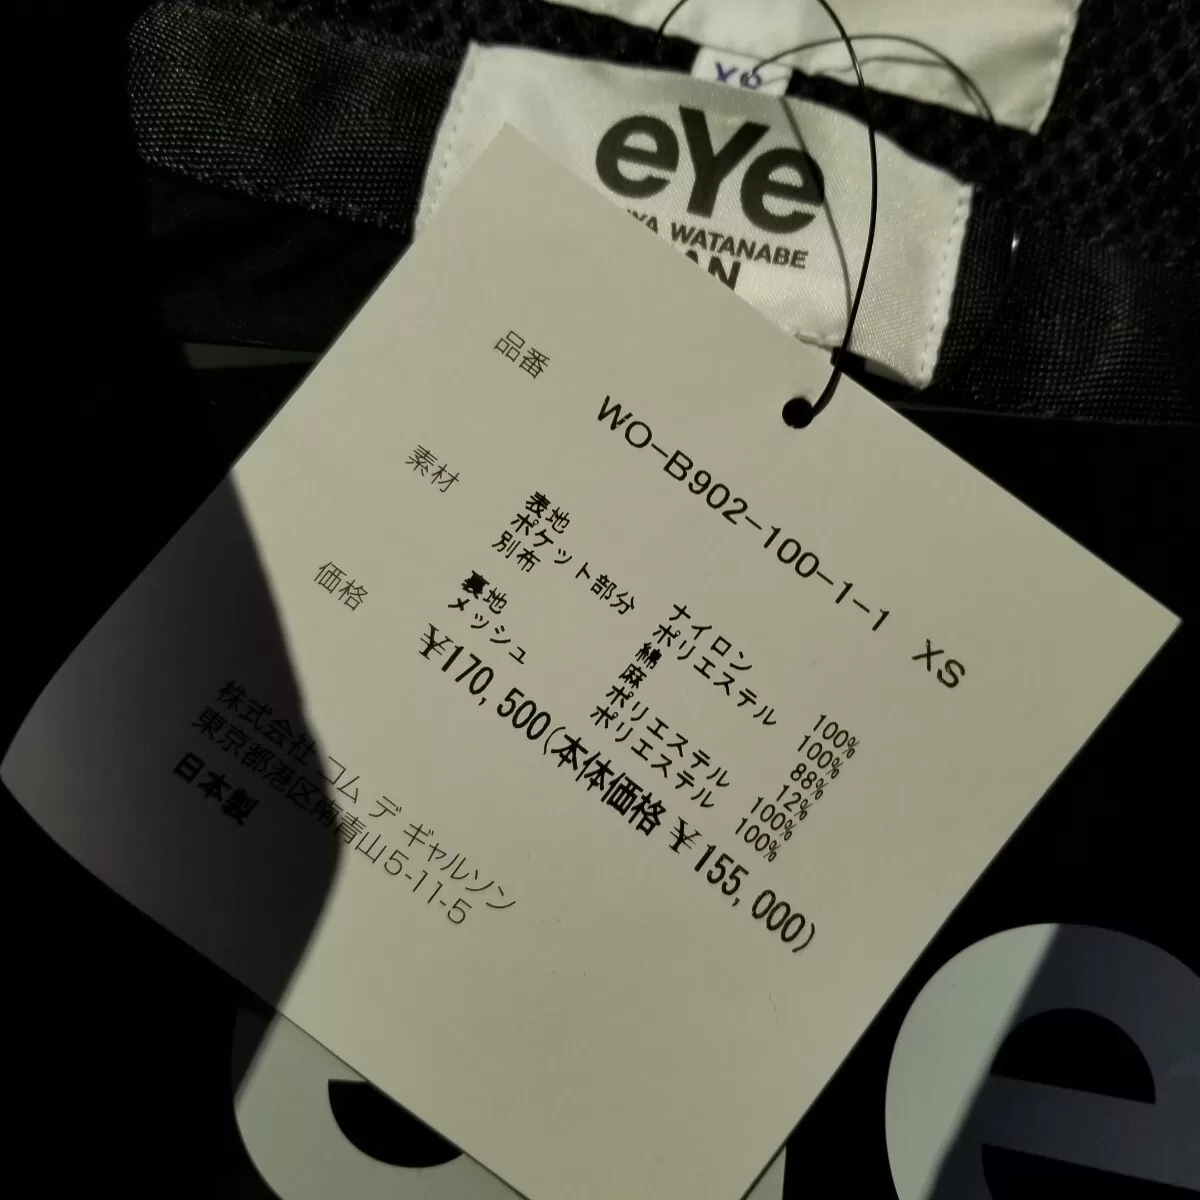 XS
eYe
WATANABE
品番
WO-B902-100-1-1 XS
素材
表地 ナイロン 100%
ポケット部分 ポリエステル 100%
別布 綿 88%
麻 12%
裏地 ポリエステル 100%
メッシュ ポリエステル 100%
価格
¥170,500(本体価格 ¥155,000)
株式会社 コム デ ギャルソン
東京都港区南青山5-11-5
日本製
e